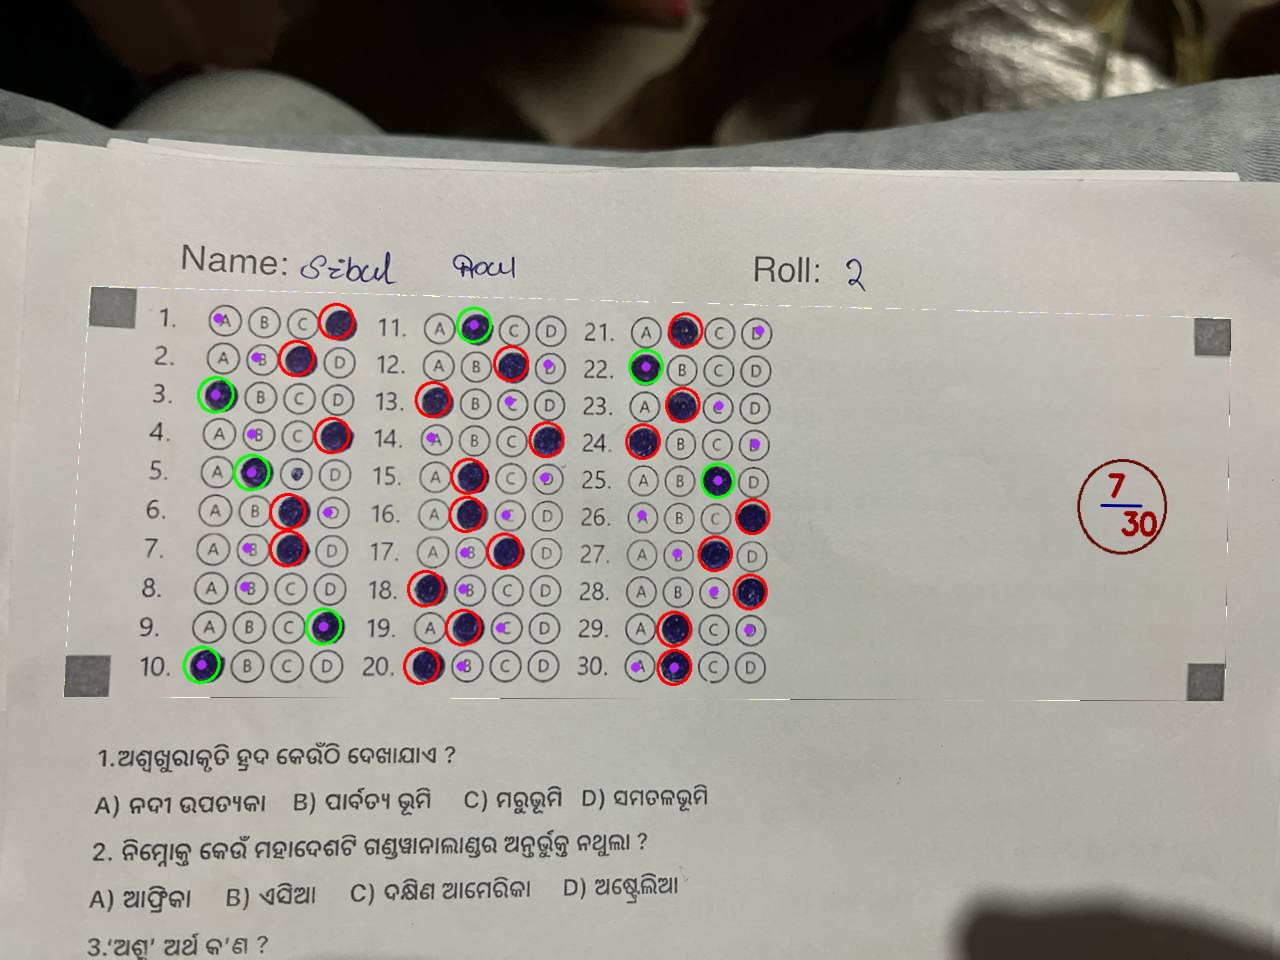 Name: Sibul Roul Roll: 2
1. A B C 11. A C D 21. A C D
2. A B D 12. A B D 22. B C D
3. B C D 13. B C D 23. A C D
4. A B C 14. A B C 24. B C D
5. A D 15. A C D 25. A B D
6. A B D 16. A C D 26. A B C
7. A B D 17. A B D 27. A B D
8. A B C D 18. B C D 28. A B C
9. A B C 19. A C D 29. A C D
10. B C D 20. B C D 30. A C D
7
30
1.ଅଶ୍ୱଖୁରାକୃତି ହ୍ରଦ କେଉଁଠି ଦେଖାଯାଏ ?
A) ନଦୀ ଉପତ୍ୟକା B) ପାର୍ବତ୍ୟ ଭୂମି C) ମରୁଭୂମି D) ସମତଳଭୂମି
2. ନିମ୍ନୋକ୍ତ କେଉଁ ମହାଦେଶଟି ଗଣ୍ଡୱାନାଲାଣ୍ଡର ଅନ୍ତର୍ଭୁକ୍ତ ନଥିଲା ?
A) ଆଫ୍ରିକା B) ଏସିଆ C) ଦକ୍ଷିଣ ଆମେରିକା D) ଅଷ୍ଟ୍ରେଲିଆ
3.‘ଅଶ୍ମ’ ଅର୍ଥ କ’ଣ ?